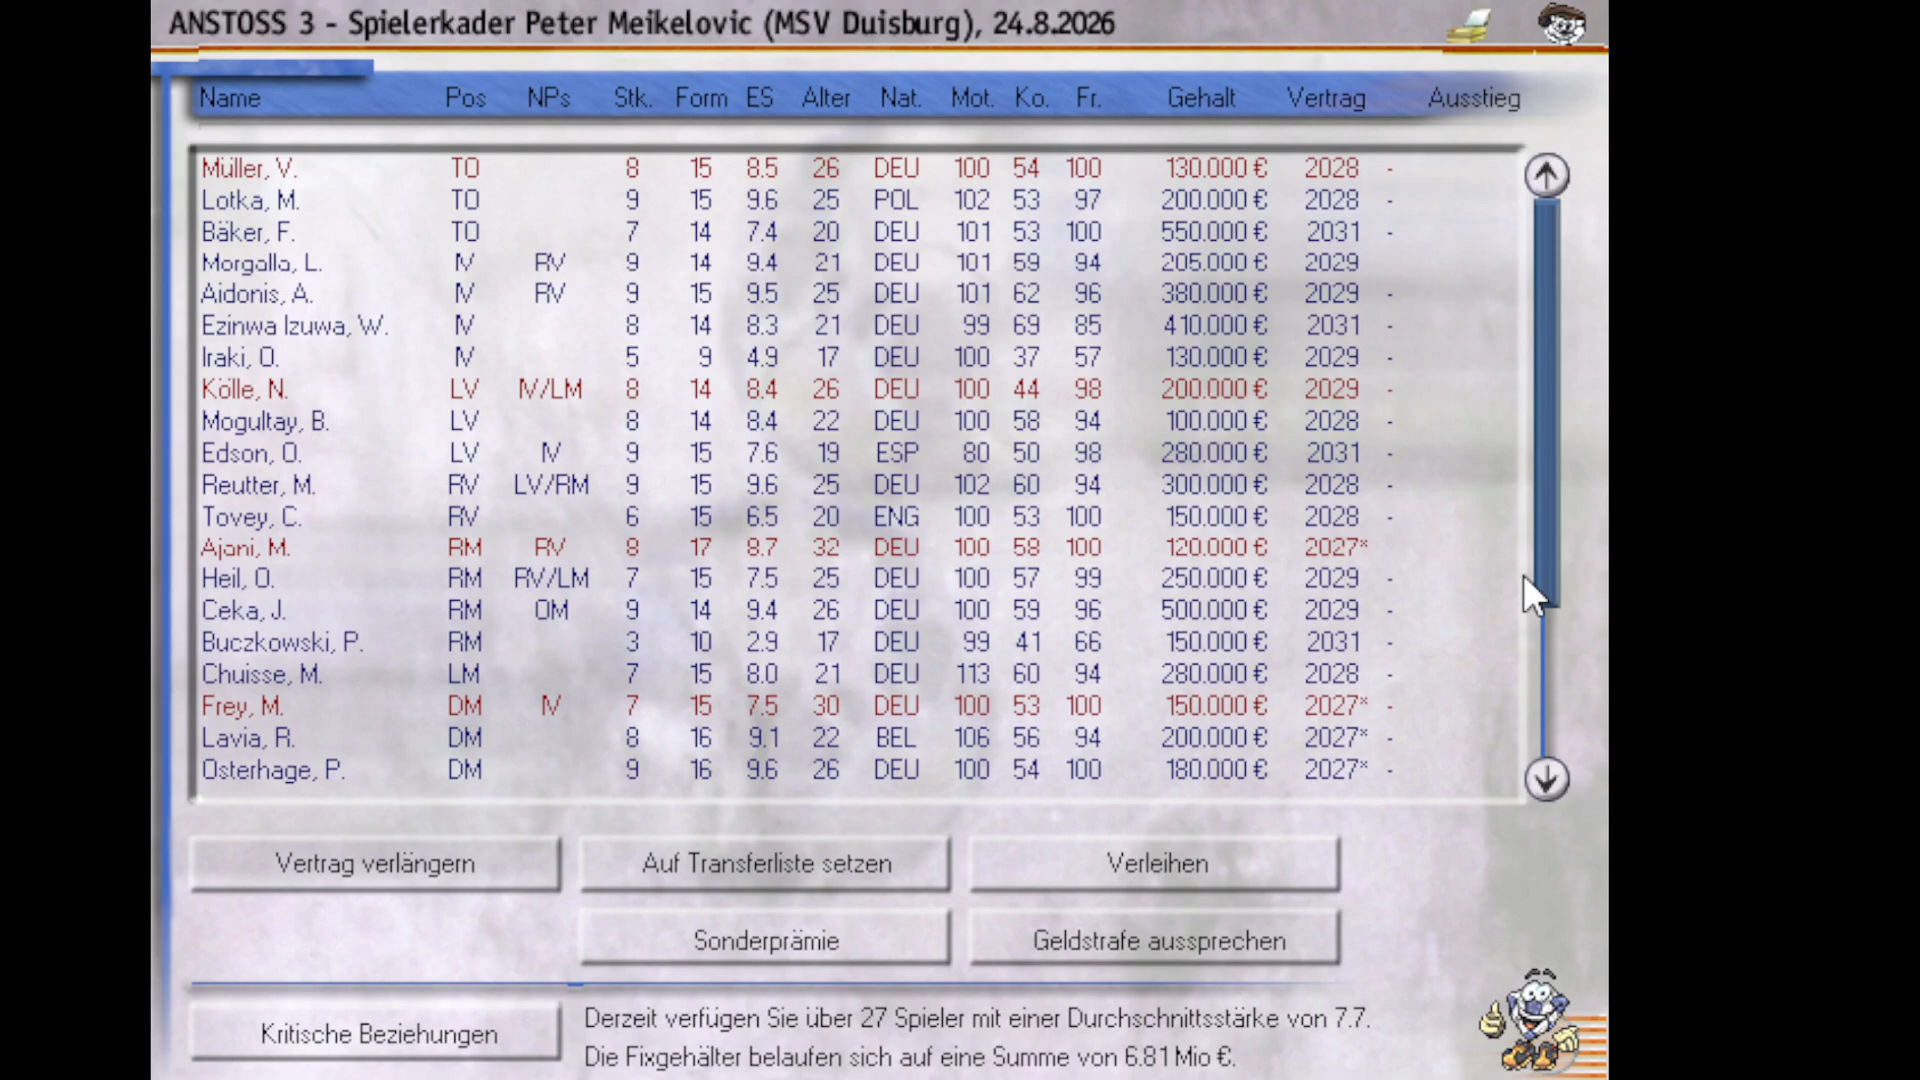 ANSTOSS 3 - Spielerkader Peter Meikelovic (MSV Duisburg), 24.8.2026
Name Pos NPs Stk. Form ES Alter Nat. Mot. Ko. Fr. Gehalt Vertrag Ausstieg
Müller, V. TO 8 15 8.5 26 DEU 100 54 100 130.000 € 2028 -
Lotka, M. TO 9 15 9.6 25 POL 102 53 97 200.000 € 2028 -
Bäker, F. TO 7 14 7.4 20 DEU 101 53 100 550.000 € 2031 -
Morgalla, L. IV RV 9 14 9.4 21 DEU 101 59 94 205.000 € 2029
Aidonis, A. IV RV 9 15 9.5 25 DEU 101 62 96 380.000 € 2029 -
Ezinwa Izuwa, W. IV 8 14 8.3 21 DEU 99 69 85 410.000 € 2031 -
Iraki, O. IV 5 9 4.9 17 DEU 100 37 57 130.000 € 2029 -
Kölle, N. LV IV/LM 8 14 8.4 26 DEU 100 44 98 200.000 € 2029 -
Mogultay, B. LV 8 14 8.4 22 DEU 100 58 94 100.000 € 2028 -
Edson, O. LV IV 9 15 7.6 19 ESP 80 50 98 280.000 € 2031 -
Reutter, M. RV LV/RM 9 15 9.6 25 DEU 102 60 94 300.000 € 2028 -
Tovey, C. RV 6 15 6.5 20 ENG 100 53 100 150.000 € 2028 -
Ajani, M. RM RV 8 17 8.7 32 DEU 100 58 100 120.000 € 2027*
Heil, O. RM RV/LM 7 15 7.5 25 DEU 100 57 99 250.000 € 2029 -
Ceka, J. RM OM 9 14 9.4 26 DEU 100 59 96 500.000 € 2029 -
Buczkowski, P. RM 3 10 2.9 17 DEU 99 41 66 150.000 € 2031 -
Chuisse, M. LM 7 15 8.0 21 DEU 113 60 94 280.000 € 2028 -
Frey, M. DM IV 7 15 7.5 30 DEU 100 53 100 150.000 € 2027* -
Lavia, R. DM 8 16 9.1 22 BEL 106 56 94 200.000 € 2027* -
Osterhage, P. DM 9 16 9.6 26 DEU 100 54 100 180.000 € 2027* -
Vertrag verlängern Auf Transferliste setzen Verleihen
Sonderprämie Geldstrafe aussprechen
Kritische Beziehungen
Derzeit verfügen Sie über 27 Spieler mit einer Durchschnittsstärke von 7.7.
Die Fixgehälter belaufen sich auf eine Summe von 6.81 Mio €.